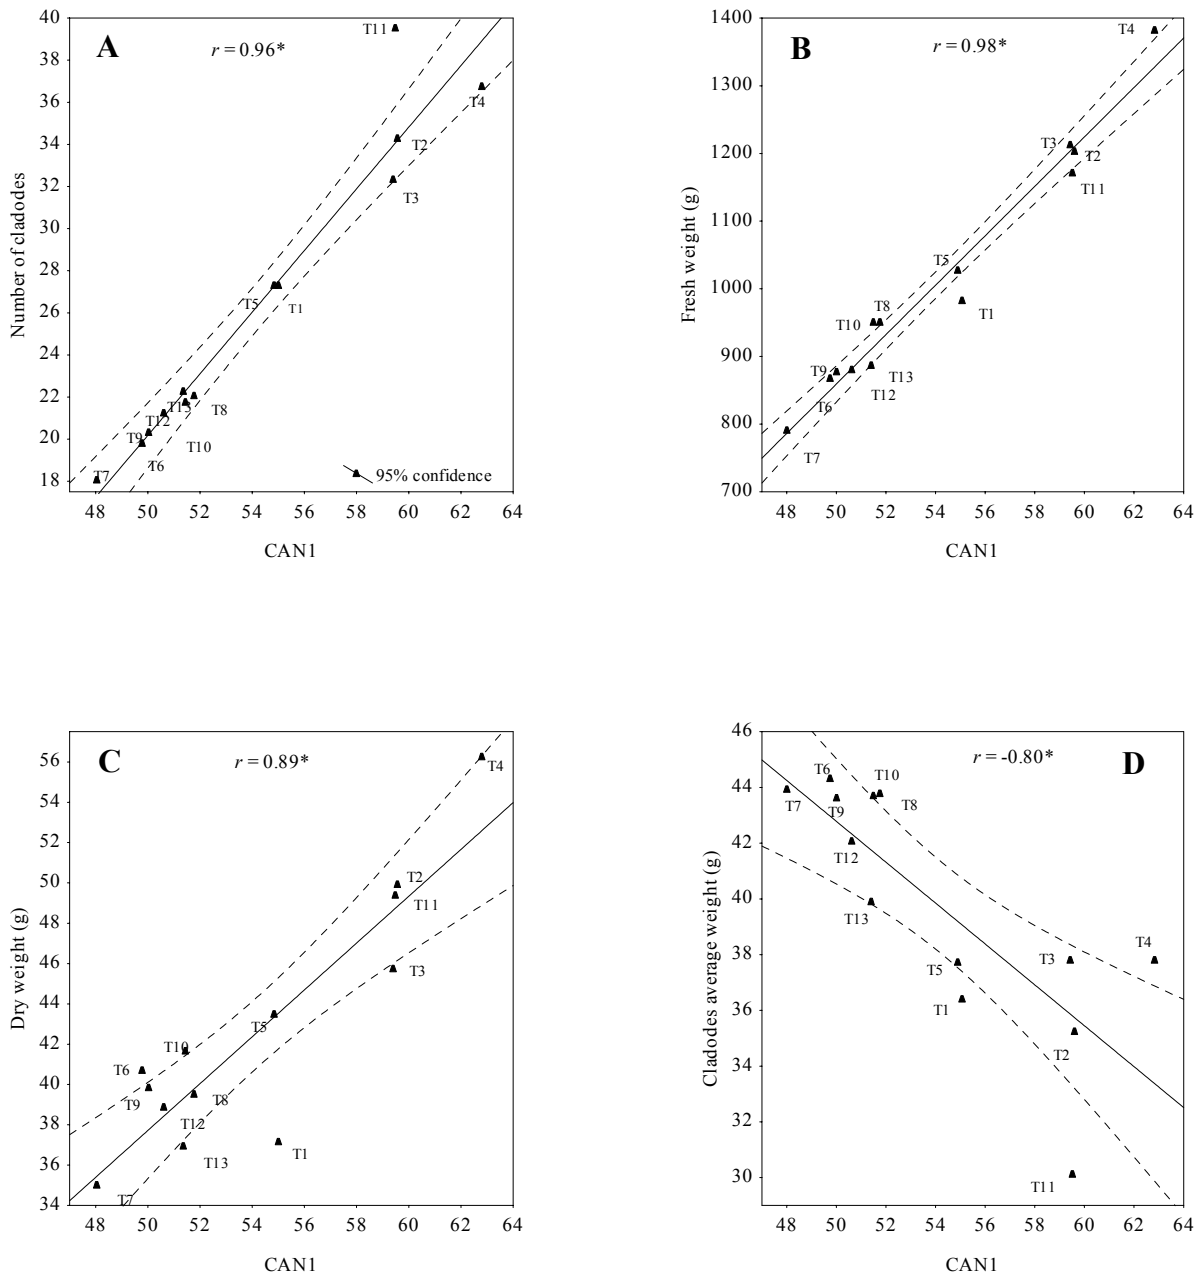 A
r = 0.96*
T11
T4
T2
T3
T5
T1
T13
T8
T12
T9
T10
T6
T7
95% confidence
40
38
36
34
32
30
28
26
24
22
20
18
Number of cladodes
48 50 52 54 56 58 60 62 64
CAN1
B
r = 0.98*
T4
T3
T2
T11
T5
T1
T8
T10
T9
T13
T12
T6
T7
1400
1300
1200
1100
1000
900
800
700
Fresh weight (g)
48 50 52 54 56 58 60 62 64
CAN1
C
r = 0.89*
T4
T2
T11
T3
T5
T10
T6
T8
T9
T12
T1
T13
T7
56
54
52
50
48
46
44
42
40
38
36
34
Dry weight (g)
48 50 52 54 56 58 60 62 64
CAN1
D
r = -0.80*
T6
T10
T7
T8
T9
T12
T13
T4
T3
T5
T1
T2
T11
46
44
42
40
38
36
34
32
30
Cladodes average weight (g)
48 50 52 54 56 58 60 62 64
CAN1